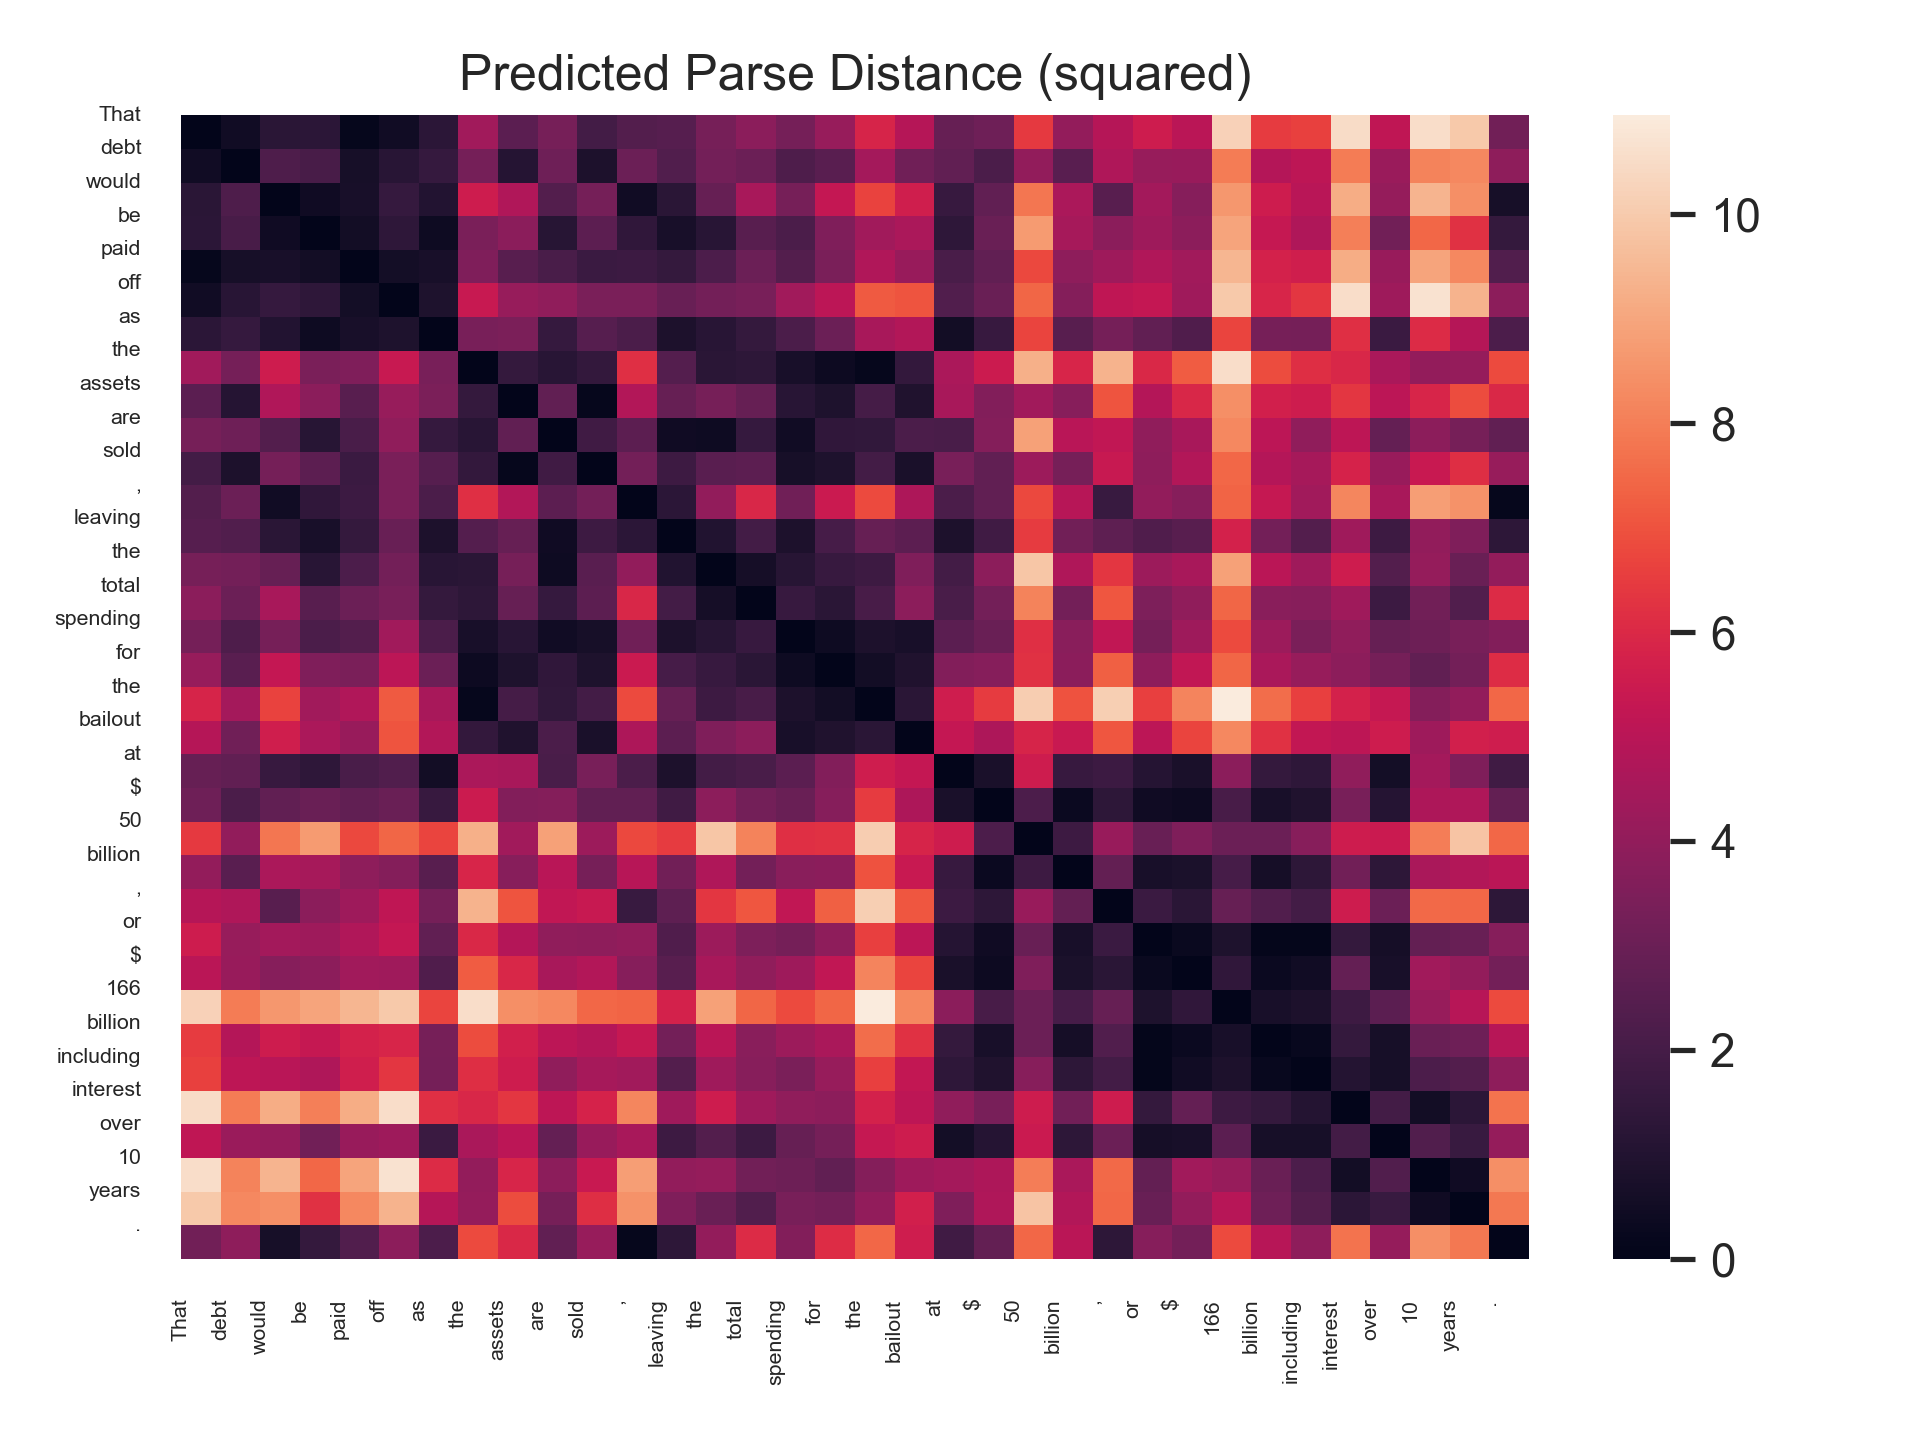 Predicted Parse Distance (squared)
That
debt
would
be
paid
off
as
the
assets
are
sold
,
leaving
the
total
spending
for
the
bailout
at
$
50
billion
,
or
$
166
billion
including
interest
over
10
years
.
10
8
6
4
2
0
That
debt
would
be
paid
off
as
the
assets
are
sold
,
leaving
the
total
spending
for
the
bailout
at
$
50
billion
,
or
$
166
billion
including
interest
over
10
years
.